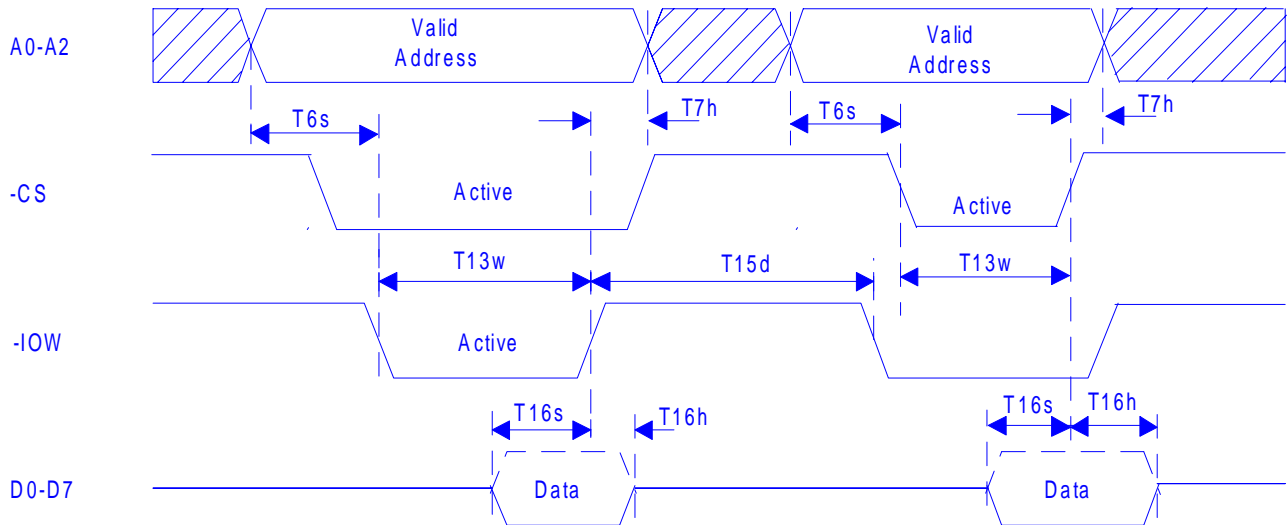 A0-A2
Valid
Address
Valid
Address
T6s
T7h
T6s
T7h
-CS
Active
Active
T13w
T15d
T13w
-IOW
Active
T16s
T16h
T16s
T16h
D0-D7
Data
Data